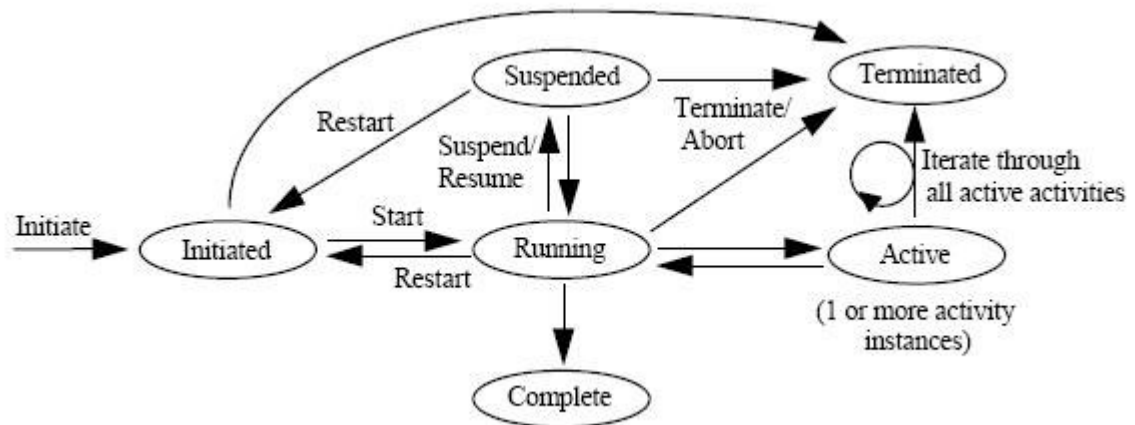 Suspended
Terminated
Restart
Terminate/
Abort
Suspend/
Resume
Iterate through
all active activities
Initiate
Start
Initiated
Running
Active
Restart
(1 or more activity
instances)
Complete